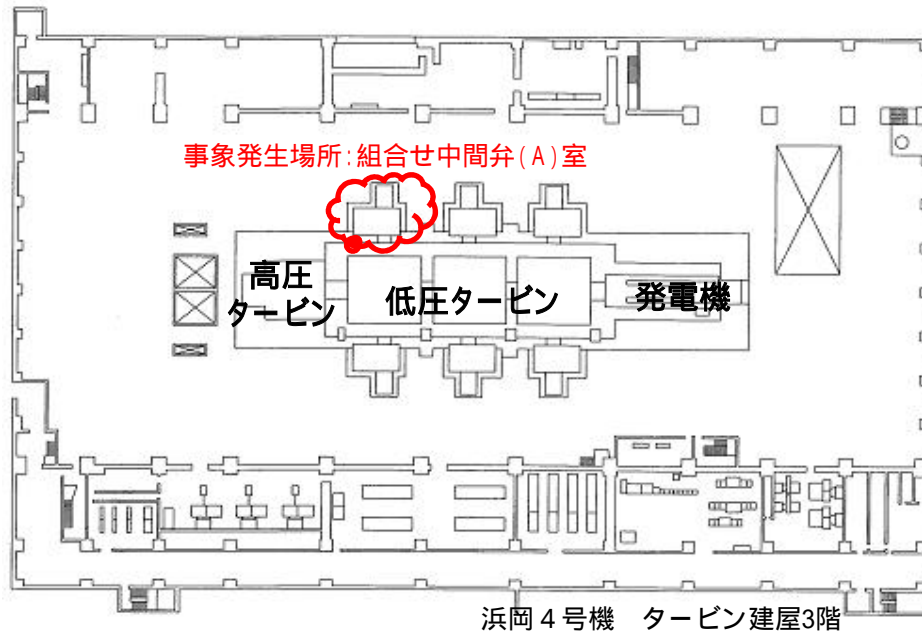 事象発生場所:組合せ中間弁(A)室
高圧
タービン
低圧タービン
発電機
浜岡4号機 タービン建屋3階